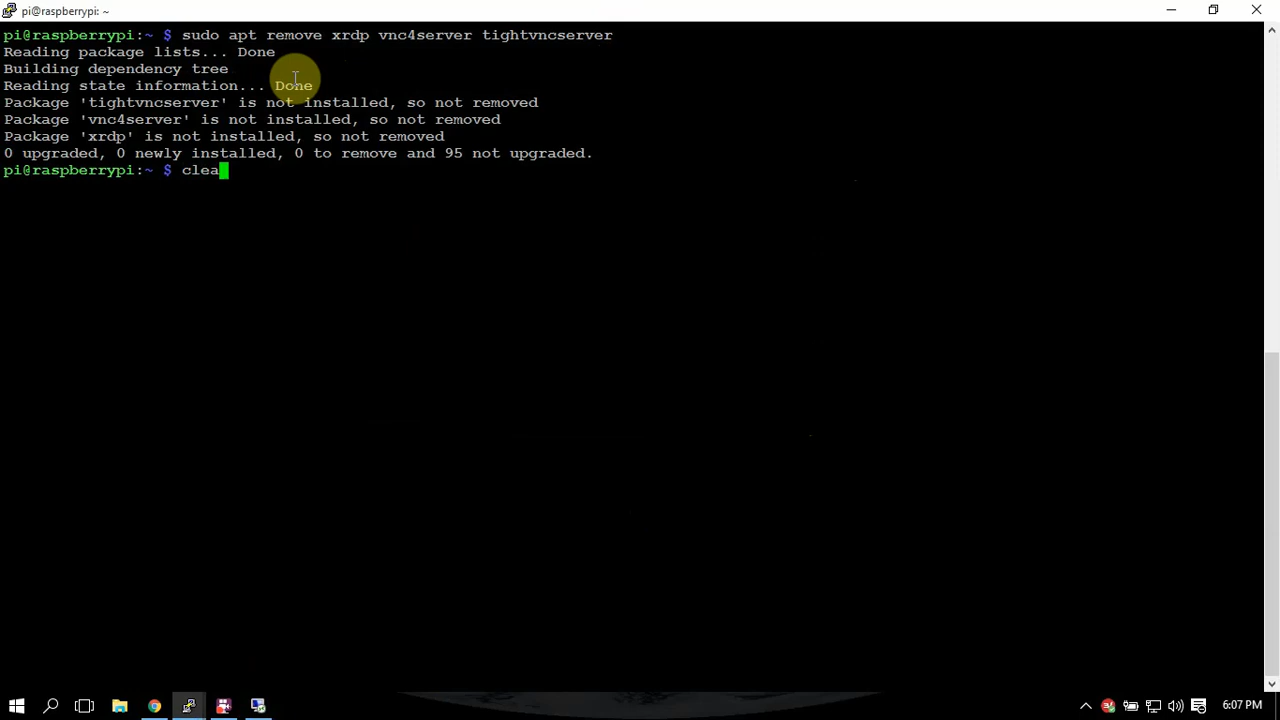 pi@raspberrypi: ~
pi@raspberrypi:~ $ sudo apt remove xrdp vnc4server tightvncserver
Reading package lists... Done
Building dependency tree
Reading state information... Done
Package 'tightvncserver' is not installed, so not removed
Package 'vnc4server' is not installed, so not removed
Package 'xrdp' is not installed, so not removed
0 upgraded, 0 newly installed, 0 to remove and 95 not upgraded.
pi@raspberrypi:~ $ clea
6:07 PM